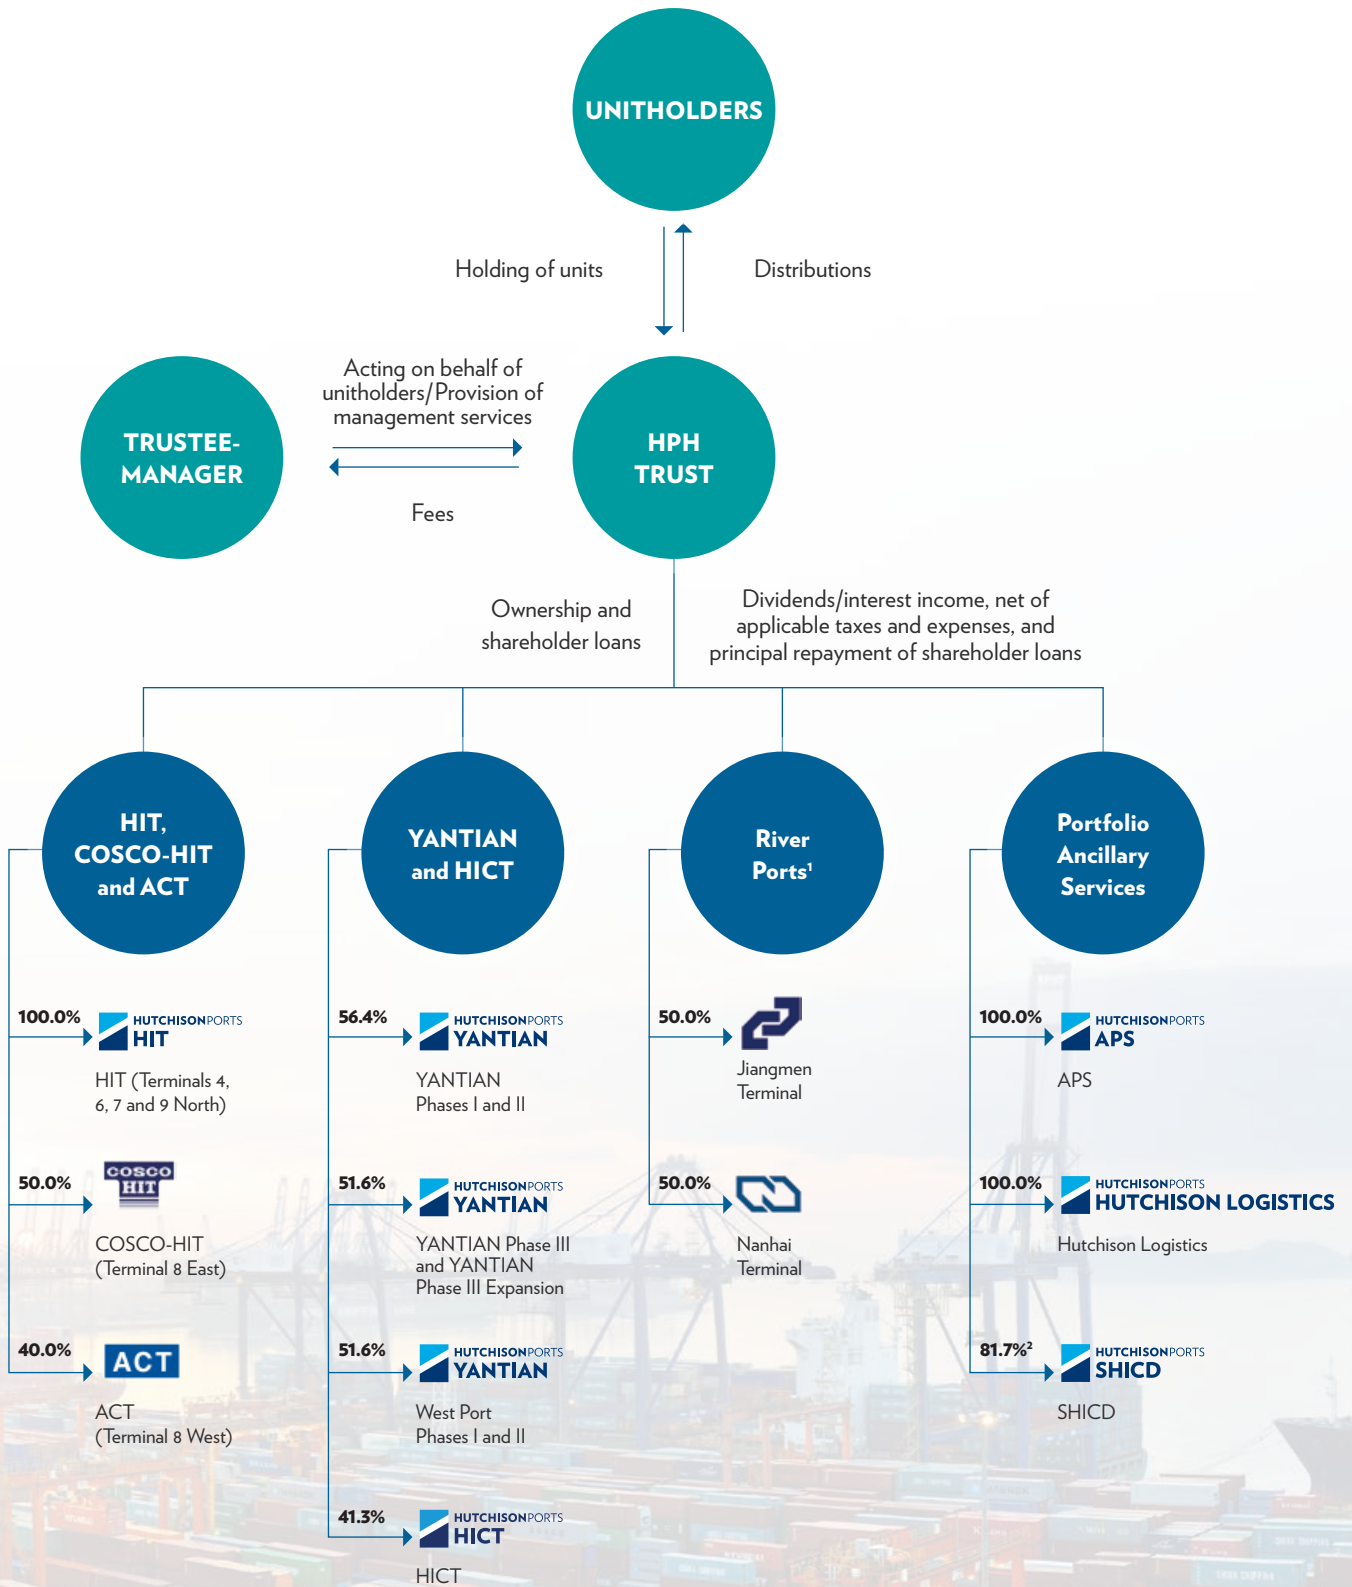 UNITHOLDERS
Holding of units
Distributions
Acting on behalf of
unitholders/Provision of
management services
TRUSTEE-
MANAGER
HPH
TRUST
Fees
Ownership and
shareholder loans
Dividends/interest income, net of
applicable taxes and expenses, and
principal repayment of shareholder loans
HIT,
COSCO-HIT
and ACT
100.0%
HUTCHISONPORTS
HIT
HIT (Terminals 4,
6, 7 and 9 North)
50.0%
COSCO
HIT
COSCO-HIT
(Terminal 8 East)
40.0%
ACT
ACT
(Terminal 8 West)
YANTIAN
and HICT
56.4%
HUTCHISONPORTS
YANTIAN
YANTIAN
Phases I and II
51.6%
HUTCHISONPORTS
YANTIAN
YANTIAN Phase III
and YANTIAN
Phase III Expansion
51.6%
HUTCHISONPORTS
YANTIAN
West Port
Phases I and II
41.3%
HUTCHISONPORTS
HICT
HICT
River
Ports¹
50.0%
Jiangmen
Terminal
50.0%
Nanhai
Terminal
Portfolio
Ancillary
Services
100.0%
HUTCHISONPORTS
APS
APS
100.0%
HUTCHISONPORTS
HUTCHISON LOGISTICS
Hutchison Logistics
81.7%²
HUTCHISONPORTS
SHICD
SHICD